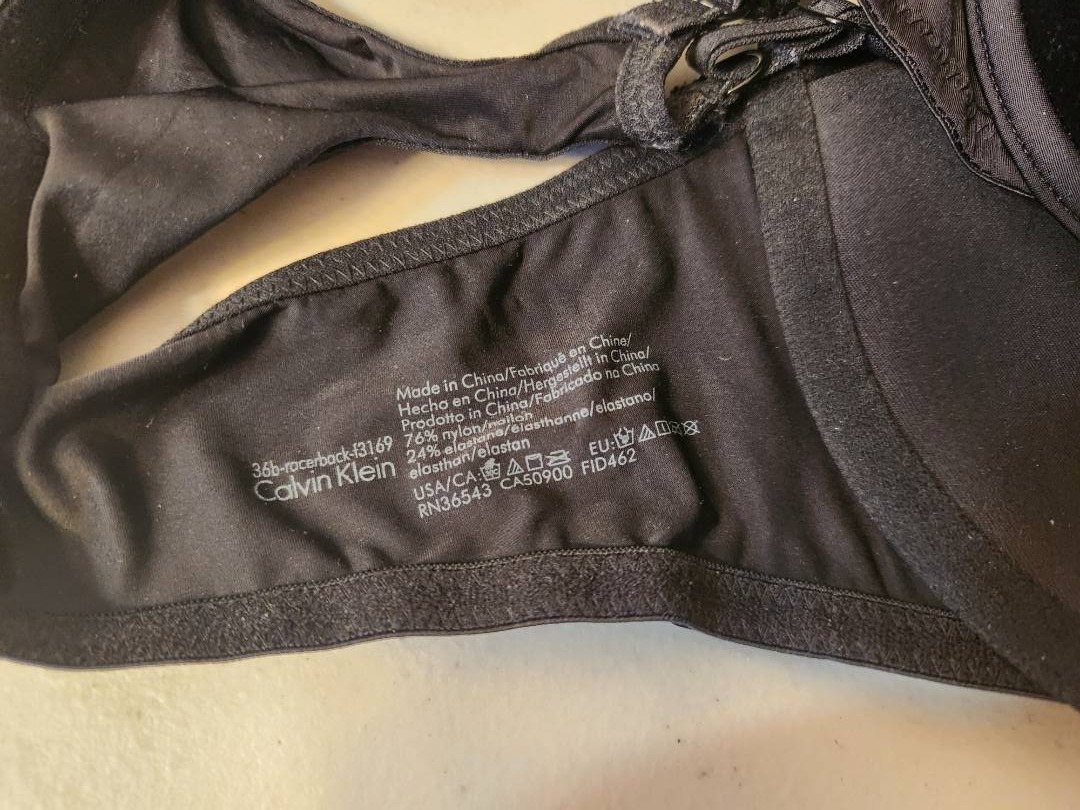 36b-racerback-f3169
Calvin Klein
Made in China/Fabriqué en Chine/
Hecho en China/Hergestellt in China/
Prodotto in China/Fabricado na China
76% nylon/nailon
24% elastane/elasthanne/elastano/
elasthan/elastan
USA/CA: EU:
RN36543 CA50900 FID462